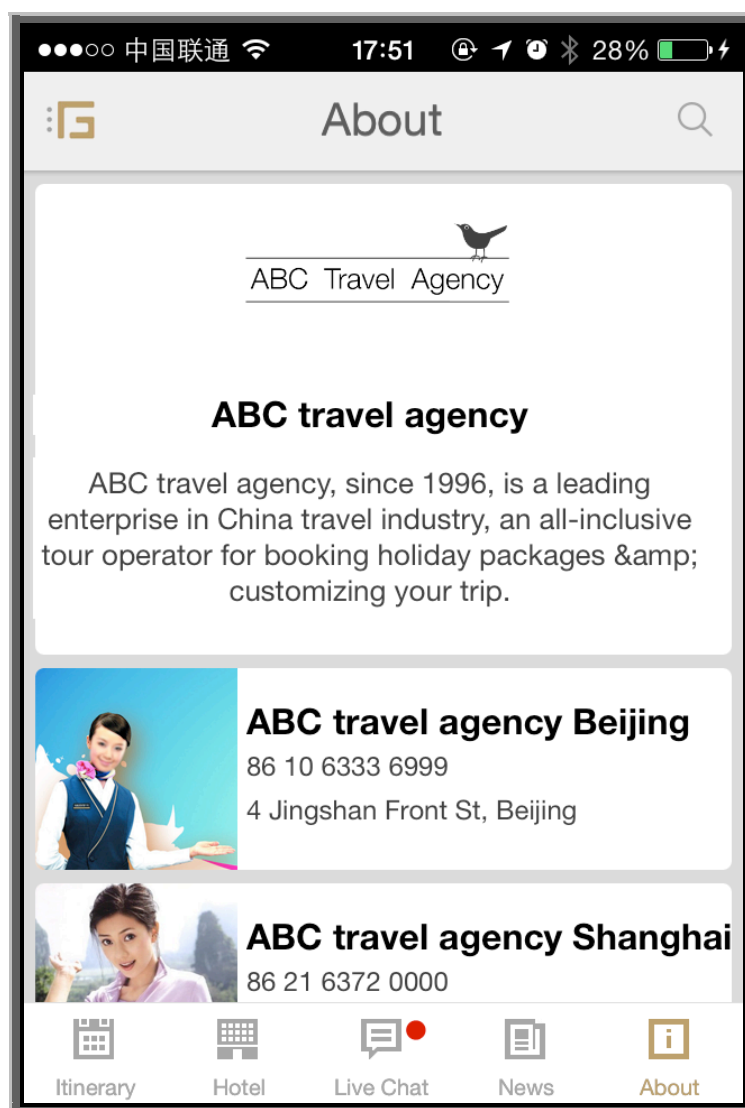 中国联通 17:51 28%
About
ABC Travel Agency
ABC travel agency
ABC travel agency, since 1996, is a leading
enterprise in China travel industry, an all-inclusive
tour operator for booking holiday packages &amp;
customizing your trip.
ABC travel agency Beijing
86 10 6333 6999
4 Jingshan Front St, Beijing
ABC travel agency Shanghai
86 21 6372 0000
Itinerary Hotel Live Chat News About